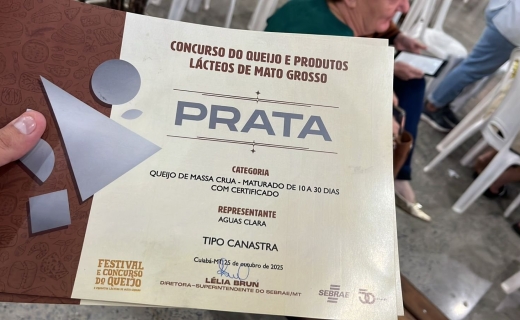 CONCURSO DO QUEIJO E PRODUTOS
LÁCTEOS DE MATO GROSSO
PRATA
CATEGORIA
QUEIJO DE MASSA CRUA - MATURADO DE 10 A 30 DIAS
COM CERTIFICADO
REPRESENTANTE
AGUAS CLARA
TIPO CANASTRA
Cuiabá-MT, 25 de outubro de 2025
LÉLIA BRUN
DIRETORA-SUPERINTENDENTE DO SEBRAE/MT
FESTIVAL
E CONCURSO
DO QUEIJO
SEBRAE
50